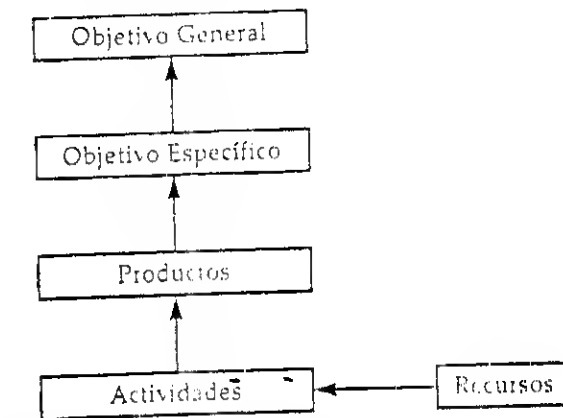 Objetivo General
Objetivo Específico
Productos
Actividades
Recursos